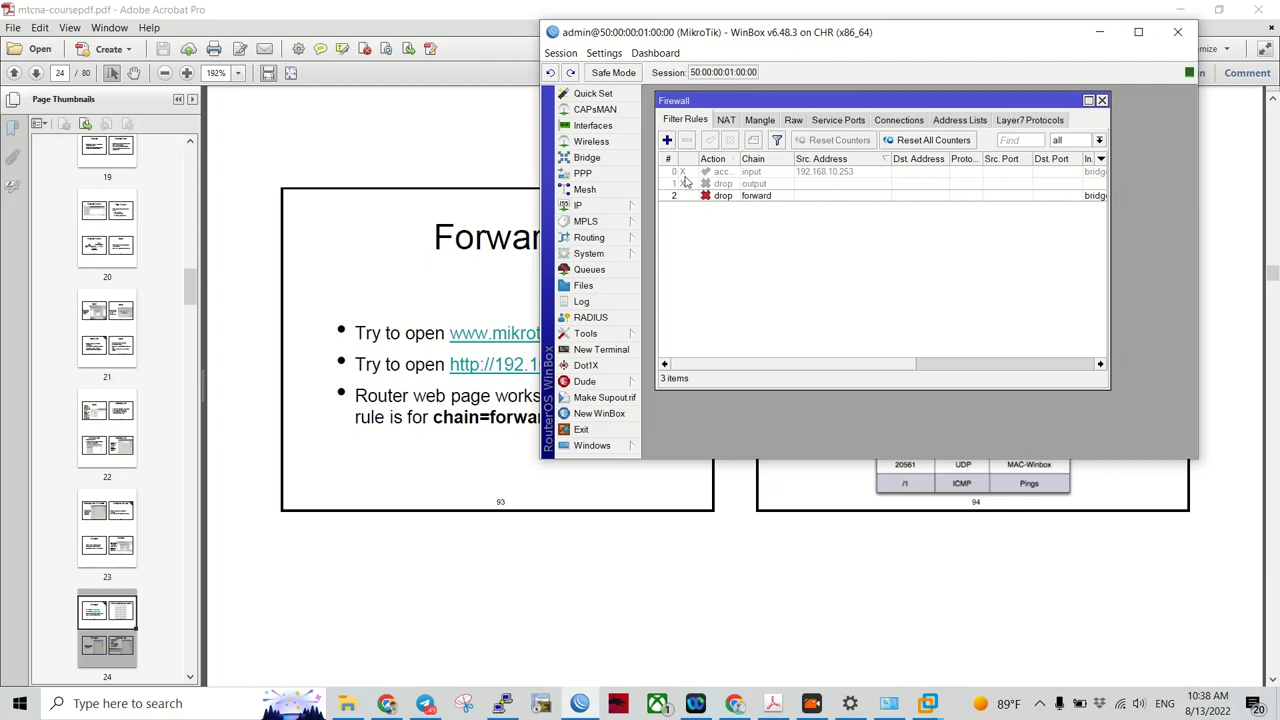 mtcna-coursepdf.pdf - Adobe Acrobat Pro
File Edit View Window Help
Open Create Customize
24 / 80 192% Comment
Page Thumbnails
19
20
21
22
23
24
Forwar
• Try to open www.mikrot
• Try to open http://192.1
• Router web page works
rule is for chain=forwar
93
20561 UDP MAC-Winbox
/1 ICMP Pings
94
admin@50:00:00:01:00:00 (MikroTik) - WinBox v6.48.3 on CHR (x86_64)
Session Settings Dashboard
Safe Mode Session: 50:00:00:01:00:00
RouterOS WinBox
Quick Set
CAPsMAN
Interfaces
Wireless
Bridge
PPP
Mesh
IP
MPLS
Routing
System
Queues
Files
Log
RADIUS
Tools
New Terminal
Dot1X
Dude
Make Supout.rif
New WinBox
Exit
Windows
Firewall
Filter Rules NAT Mangle Raw Service Ports Connections Address Lists Layer7 Protocols
Reset Counters Reset All Counters Find all
# Action Chain Src. Address Dst. Address Proto... Src. Port Dst. Port In.
0 X acc... input 192.168.10.253 bridg
1 X drop output
2 drop forward bridg
3 items
Type here to search
89°F ENG 10:38 AM 8/13/2022 20